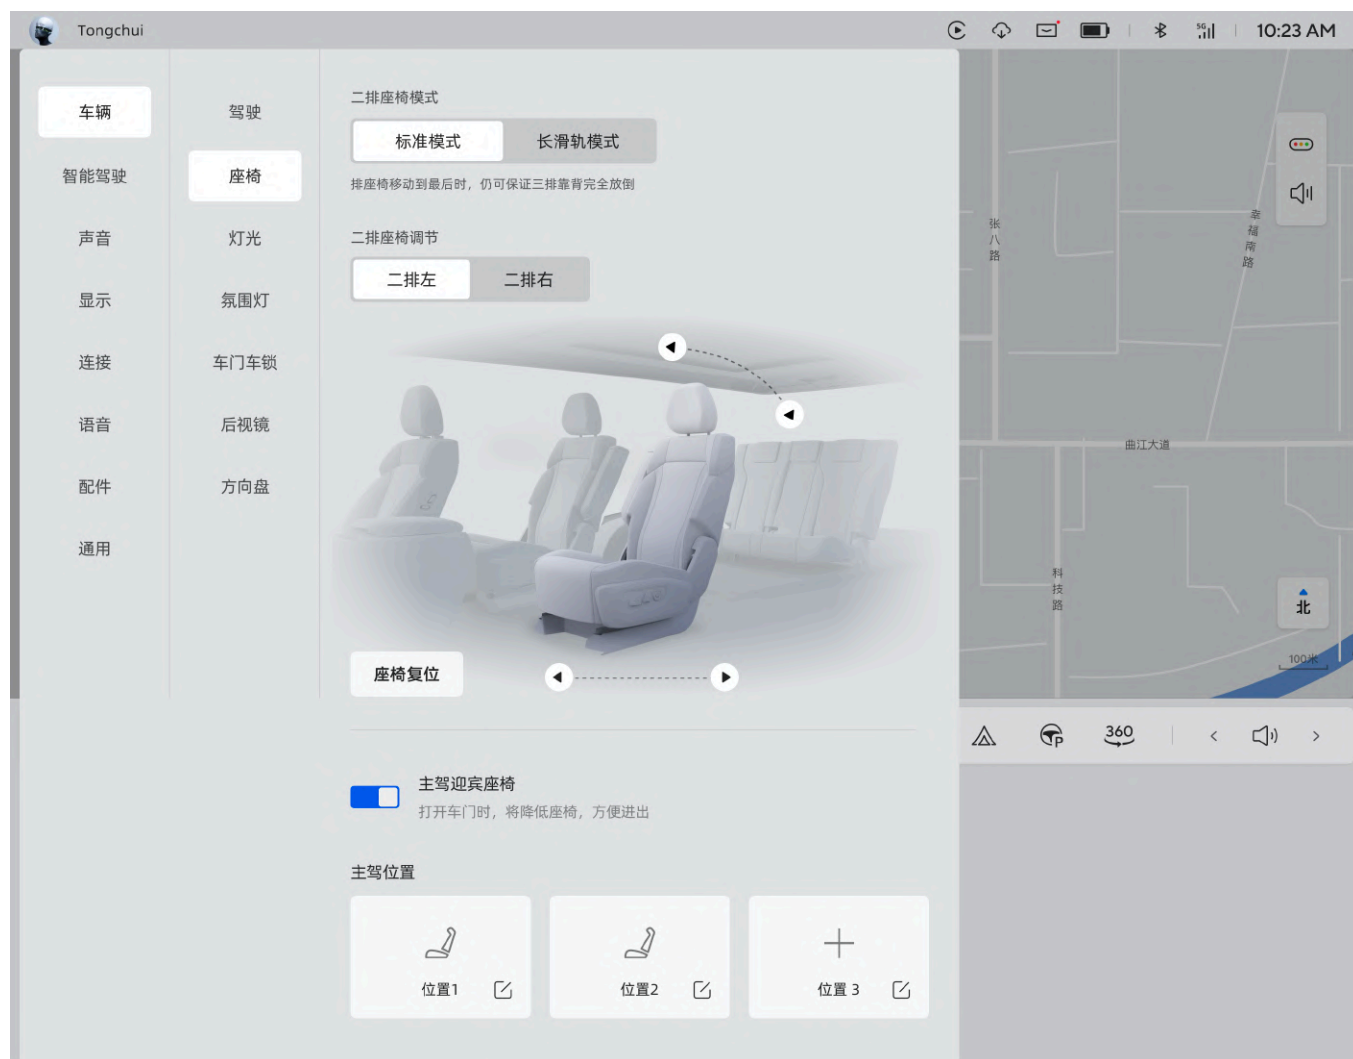 Tongchui
5G
10:23 AM
车辆
智能驾驶
声音
显示
连接
语音
配件
通用
驾驶
座椅
灯光
氛围灯
车门车锁
后视镜
方向盘
二排座椅模式
标准模式
长滑轨模式
排座椅移动到最后时，仍可保证三排靠背完全放倒
二排座椅调节
二排左
二排右
座椅复位
主驾迎宾座椅
打开车门时，将降低座椅，方便进出
主驾位置
位置1
位置2
位置 3
张八路
幸福南路
曲江大道
科技路
北
100米
P
360